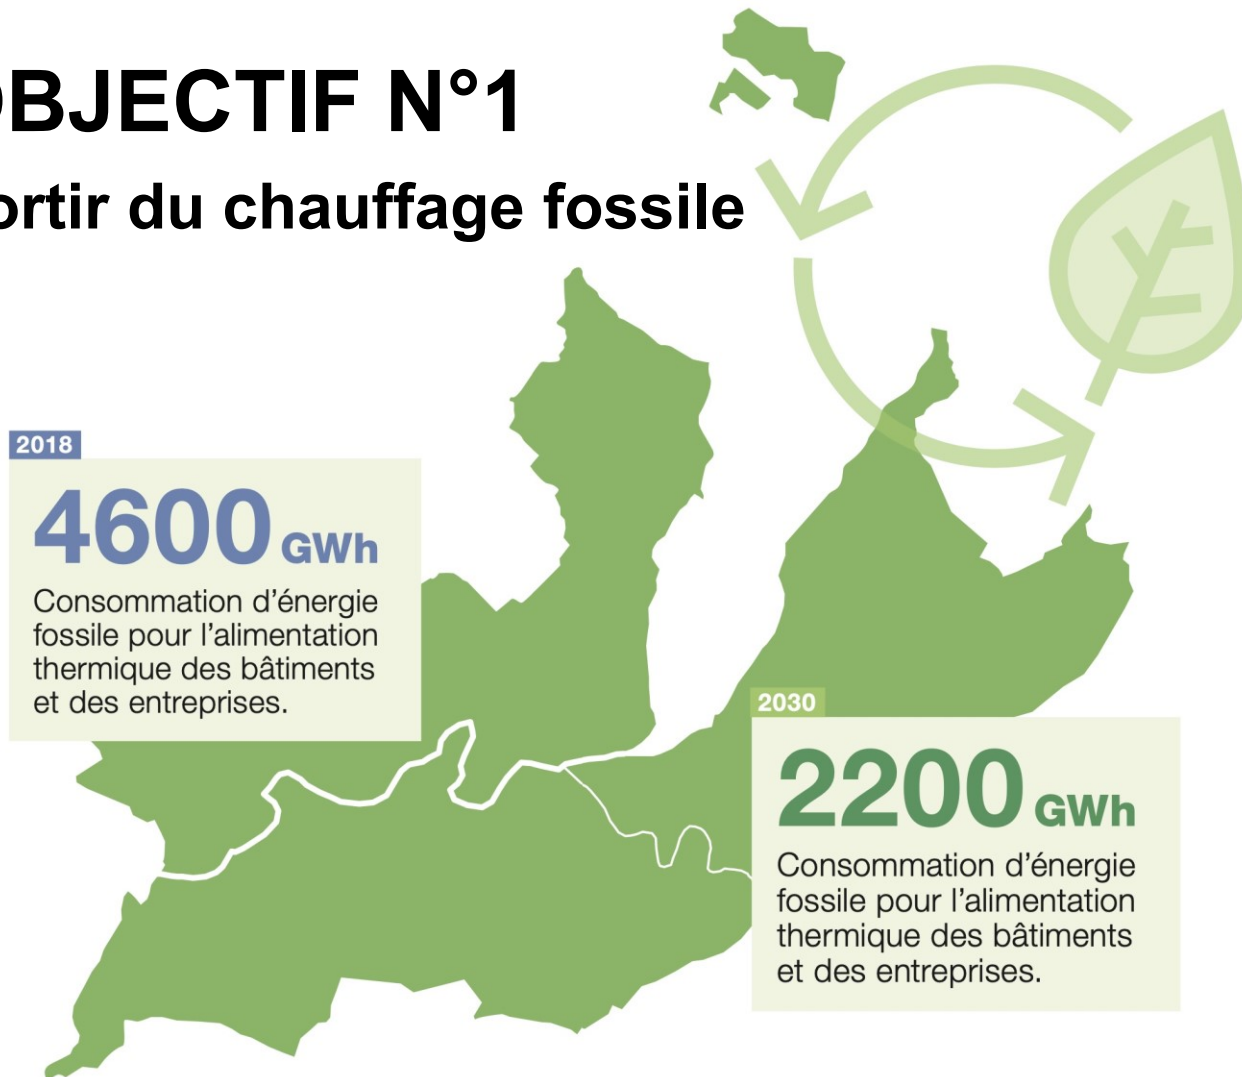 OBJECTIF N°1
ortir du chauffage fossile
2018
4600 GWh
Consommation d'énergie
fossile pour l'alimentation
thermique des bâtiments
et des entreprises.
2030
2200 GWh
Consommation d'énergie
fossile pour l'alimentation
thermique des bâtiments
et des entreprises.